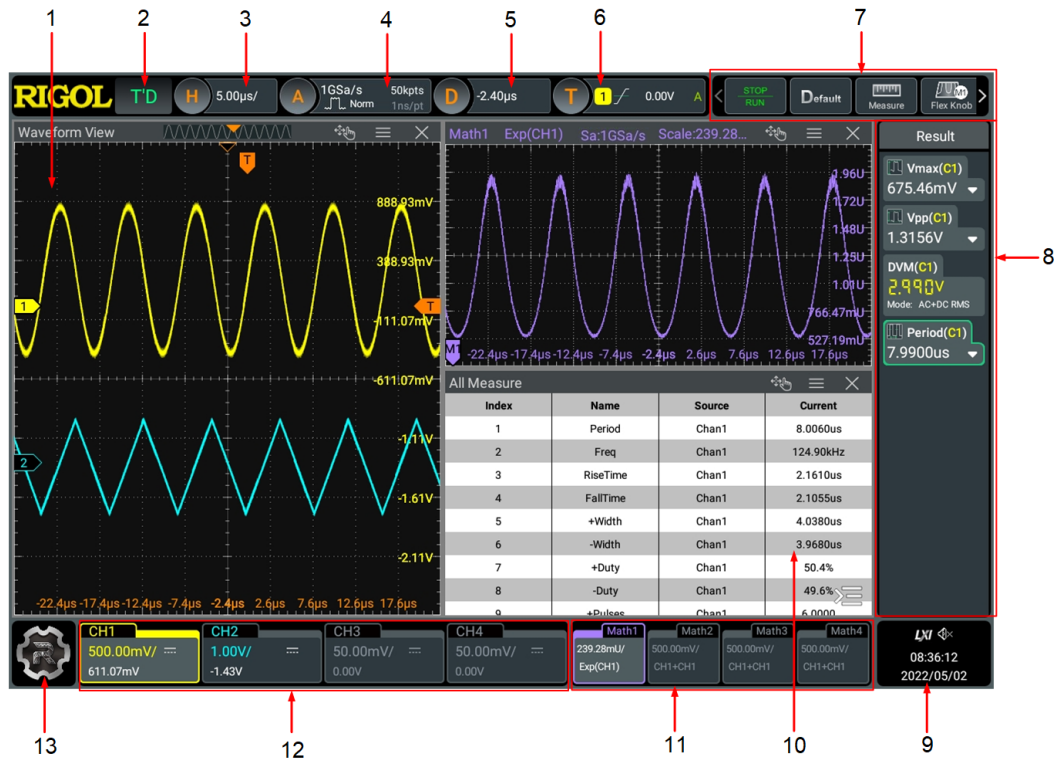 1 2 3 4 5 6 7
RIGOL T'D H 5.00μs/ A 1GSa/s 50kpts Norm 1ns/pt D -2.40μs T 1 0.00V A STOP RUN Default Measure Flex Knob M1
Waveform View
T
888.93mV
388.93mV
1 T
-111.07mV
-611.07mV
-1.11V
2
-1.61V
-2.11V
-22.4μs -17.4μs -12.4μs -7.4μs -2.4μs 2.6μs 7.6μs 12.6μs 17.6μs
Math1 Exp(CH1) Sa:1GSa/s Scale:239.28...
1.96U
1.72U
1.48U
1.25U
1.01U
766.47mU
527.19mU
M1
-22.4μs -17.4μs -12.4μs -7.4μs -2.4μs 2.6μs 7.6μs 12.6μs 17.6μs
All Measure
Index Name Source Current
1 Period Chan1 8.0060us
2 Freq Chan1 124.90kHz
3 RiseTime Chan1 2.1610us
4 FallTime Chan1 2.1055us
5 +Width Chan1 4.0380us
6 -Width Chan1 3.9680us
7 +Duty Chan1 50.4%
8 -Duty Chan1 49.6%
9 +Pulses Chan1 6.0000
Result
Vmax(C1)
675.46mV
Vpp(C1)
1.3156V
DVM(C1)
2.990V
Mode: AC+DC RMS
Period(C1)
7.9900us
8
R
CH1 CH2 CH3 CH4
500.00mV/ 1.00V/ 50.00mV/ 50.00mV/
611.07mV -1.43V 0.00V 0.00V
Math1 Math2 Math3 Math4
239.28mU/ 500.00mV/ 500.00mV/ 500.00mV/
Exp(CH1) CH1+CH1 CH1+CH1 CH1+CH1
LXI
08:36:12
2022/05/02
13 12 11 10 9